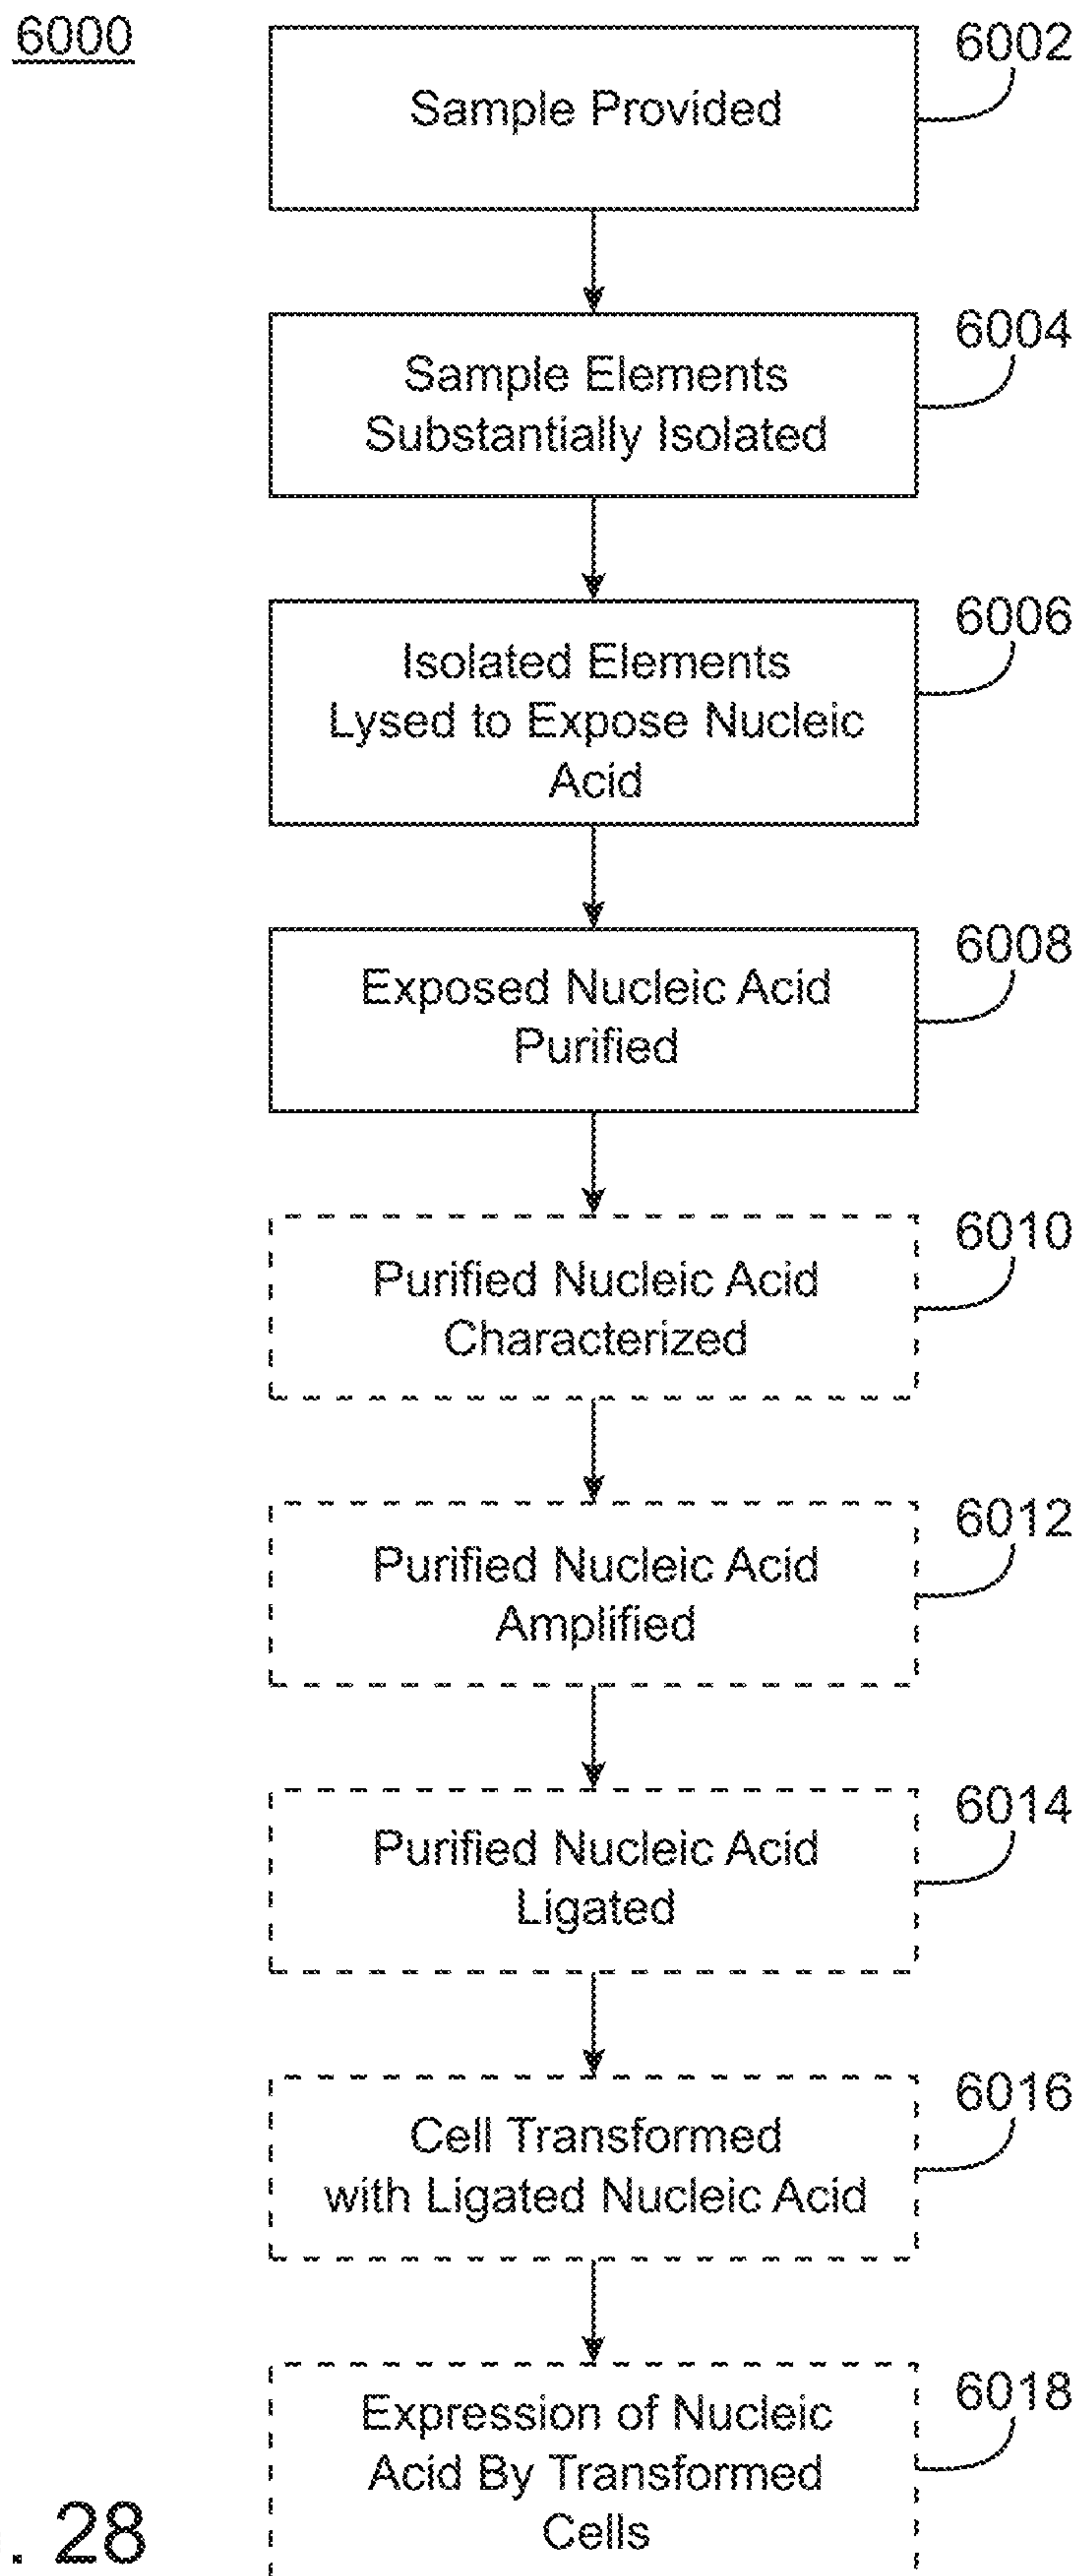 6000
6002
Sample Provided
6004
Sample Elements
Substantially Isolated
6006
Isolated Elements
Lysed to Expose Nucleic
Acid
6008
Exposed Nucleic Acid
Purified
6010
Purified Nucleic Acid
Characterized
6012
Purified Nucleic Acid
Amplified
6014
Purified Nucleic Acid
Ligated
6016
Cell Transformed
with Ligated Nucleic Acid
6018
Expression of Nucleic
Acid By Transformed
Cells
. 28